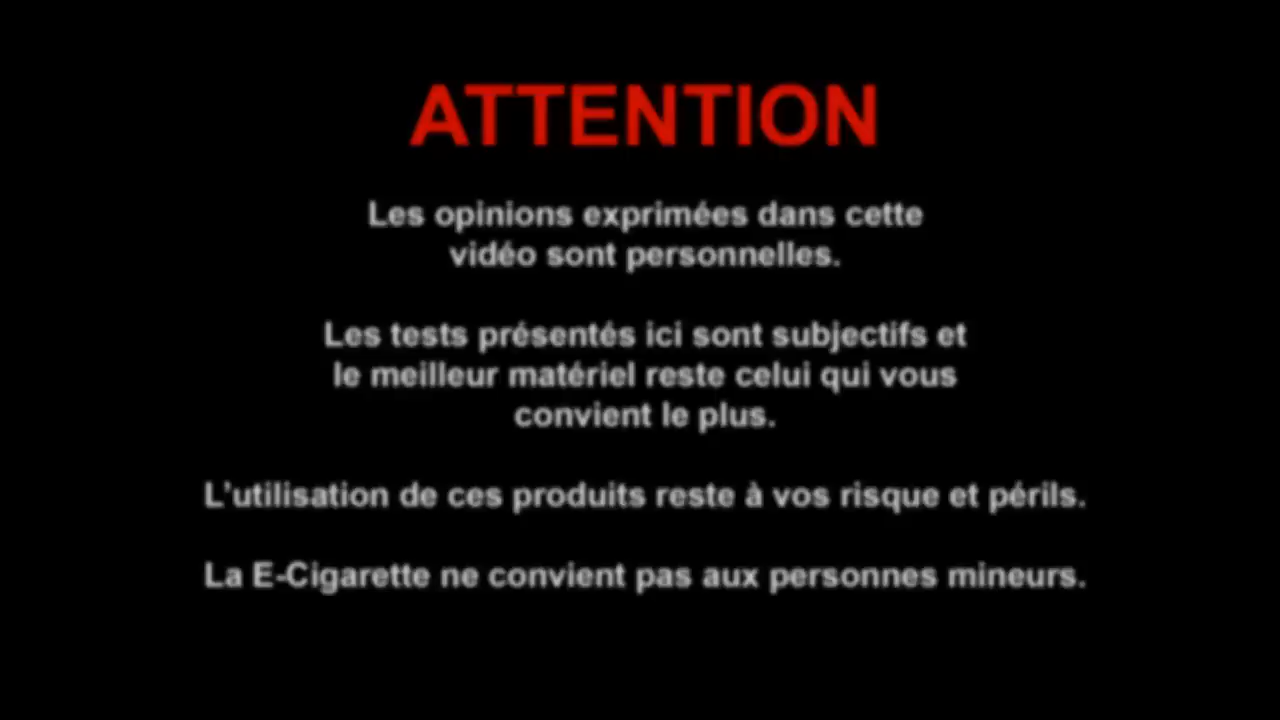 ATTENTION
Les opinions exprimées dans cette
vidéo sont personnelles.
Les tests présentés ici sont subjectifs et
le meilleur matériel reste celui qui vous
convient le plus.
L'utilisation de ces produits reste à vos risque et périls.
La E-Cigarette ne convient pas aux personnes mineurs.